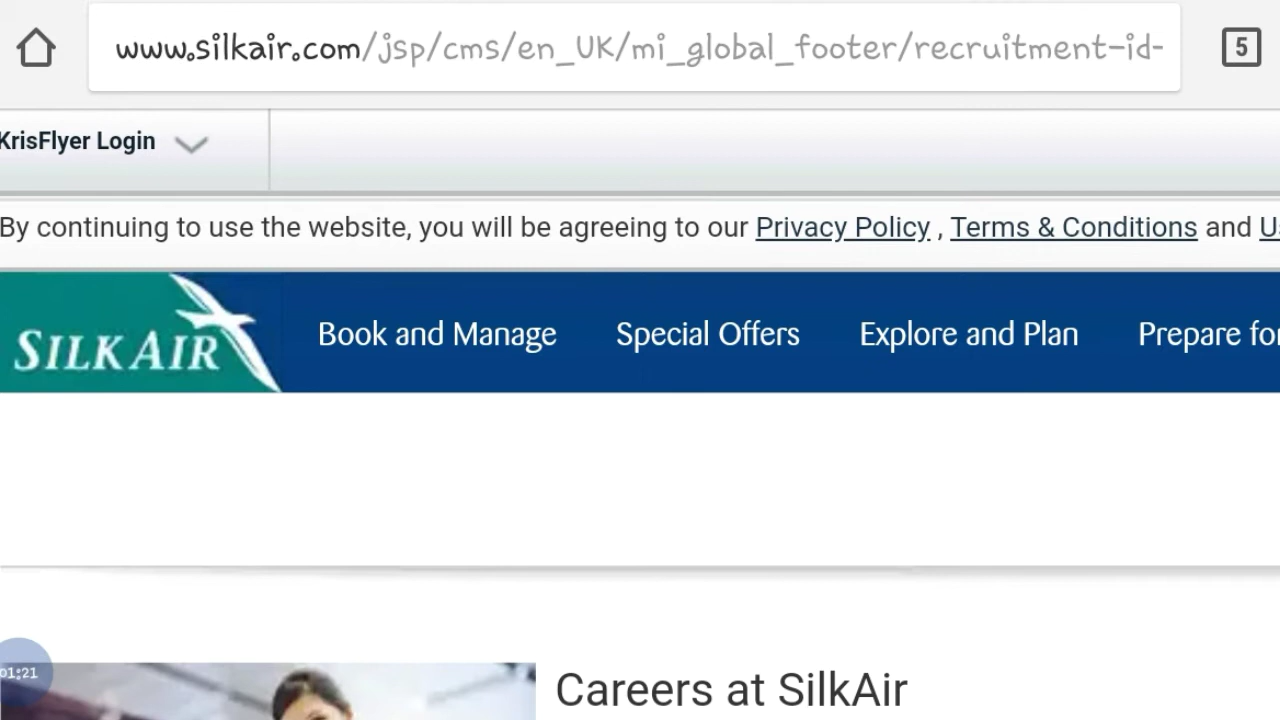 www.silkair.com/jsp/cms/en_UK/mi_global_footer/recruitment-id-
5
KrisFlyer Login
By continuing to use the website, you will be agreeing to our Privacy Policy , Terms & Conditions and
SILKAIR
Book and Manage
Special Offers
Explore and Plan
Prepare for
01:21
Careers at SilkAir